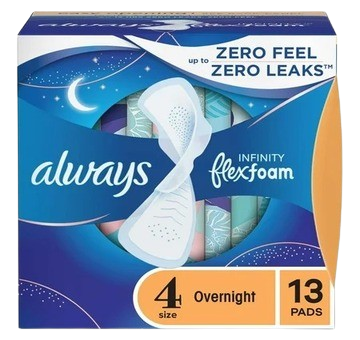 ZERO FEEL
up to ZERO LEAKS™
always
INFINITY
flexfoam
4
size
Overnight
13
PADS